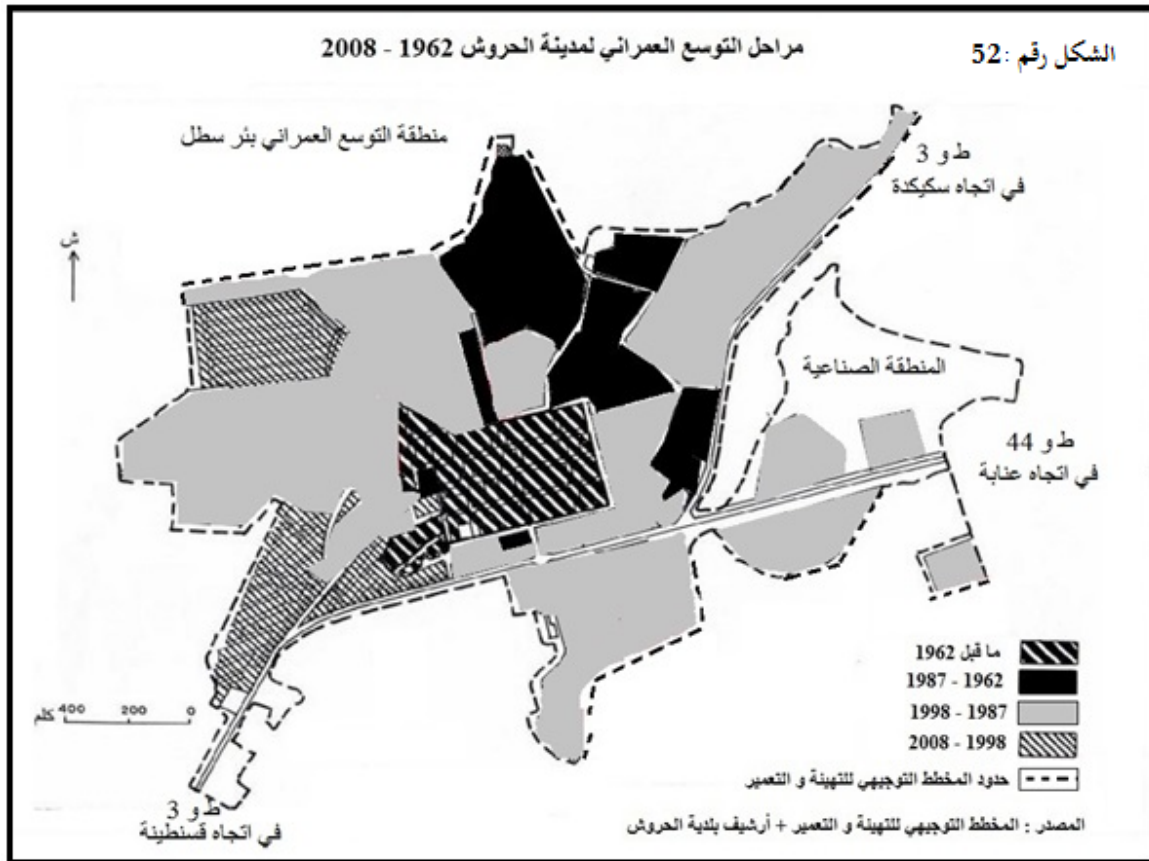 الشكل رقم :52
مراحل التوسع العمراني لمدينة الحروش 1962 - 2008
منطقة التوسع العمراني بئر سطل
ط و 3
في اتجاه سكيكدة
ش
المنطقة الصناعية
ط و 44
في اتجاه عنابة
ما قبل 1962
1962 - 1987
1987 - 1998
1998 - 2008
حدود المخطط التوجيهي للتهيئة و التعمير
400 200 0 كلم
ط و 3
في اتجاه قسنطينة
المصدر : المخطط التوجيهي للتهيئة و التعمير + أرشيف بلدية الحروش